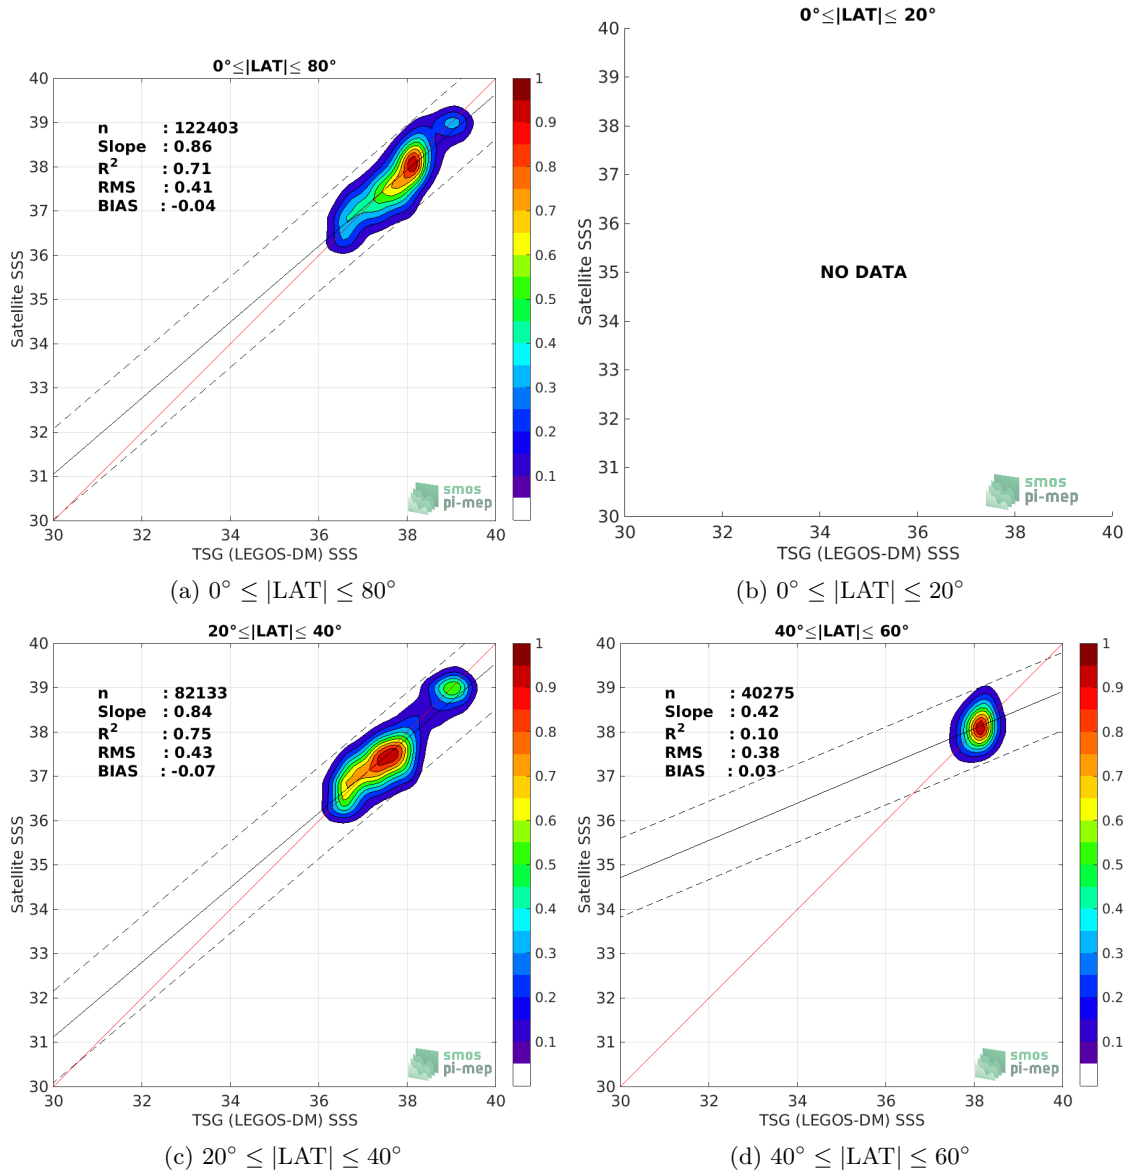 0°≤|LAT|≤ 80°
40
39
38
37
36
35
34
33
32
31
30
Satellite SSS
n : 122403
Slope : 0.86
R² : 0.71
RMS : 0.41
BIAS : -0.04
1
0.9
0.8
0.7
0.6
0.5
0.4
0.3
0.2
0.1
smos
pi-mep
30 32 34 36 38 40
TSG (LEGOS-DM) SSS
(a) 0° ≤ |LAT| ≤ 80°
0°≤|LAT|≤ 20°
40
39
38
37
36
35
34
33
32
31
30
Satellite SSS
NO DATA
smos
pi-mep
30 32 34 36 38 40
TSG (LEGOS-DM) SSS
(b) 0° ≤ |LAT| ≤ 20°
20°≤|LAT|≤ 40°
40
39
38
37
36
35
34
33
32
31
30
Satellite SSS
n : 82133
Slope : 0.84
R² : 0.75
RMS : 0.43
BIAS : -0.07
1
0.9
0.8
0.7
0.6
0.5
0.4
0.3
0.2
0.1
smos
pi-mep
30 32 34 36 38 40
TSG (LEGOS-DM) SSS
(c) 20° ≤ |LAT| ≤ 40°
40°≤|LAT|≤ 60°
40
39
38
37
36
35
34
33
32
31
30
Satellite SSS
n : 40275
Slope : 0.42
R² : 0.10
RMS : 0.38
BIAS : 0.03
1
0.9
0.8
0.7
0.6
0.5
0.4
0.3
0.2
0.1
smos
pi-mep
30 32 34 36 38 40
TSG (LEGOS-DM) SSS
(d) 40° ≤ |LAT| ≤ 60°